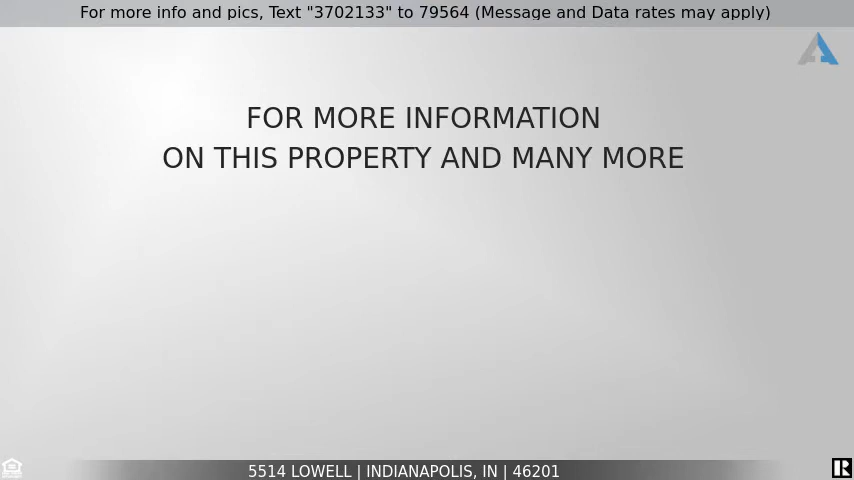 For more info and pics, Text "3702133" to 79564 (Message and Data rates may apply)
FOR MORE INFORMATION
ON THIS PROPERTY AND MANY MORE
5514 LOWELL | INDIANAPOLIS, IN | 46201